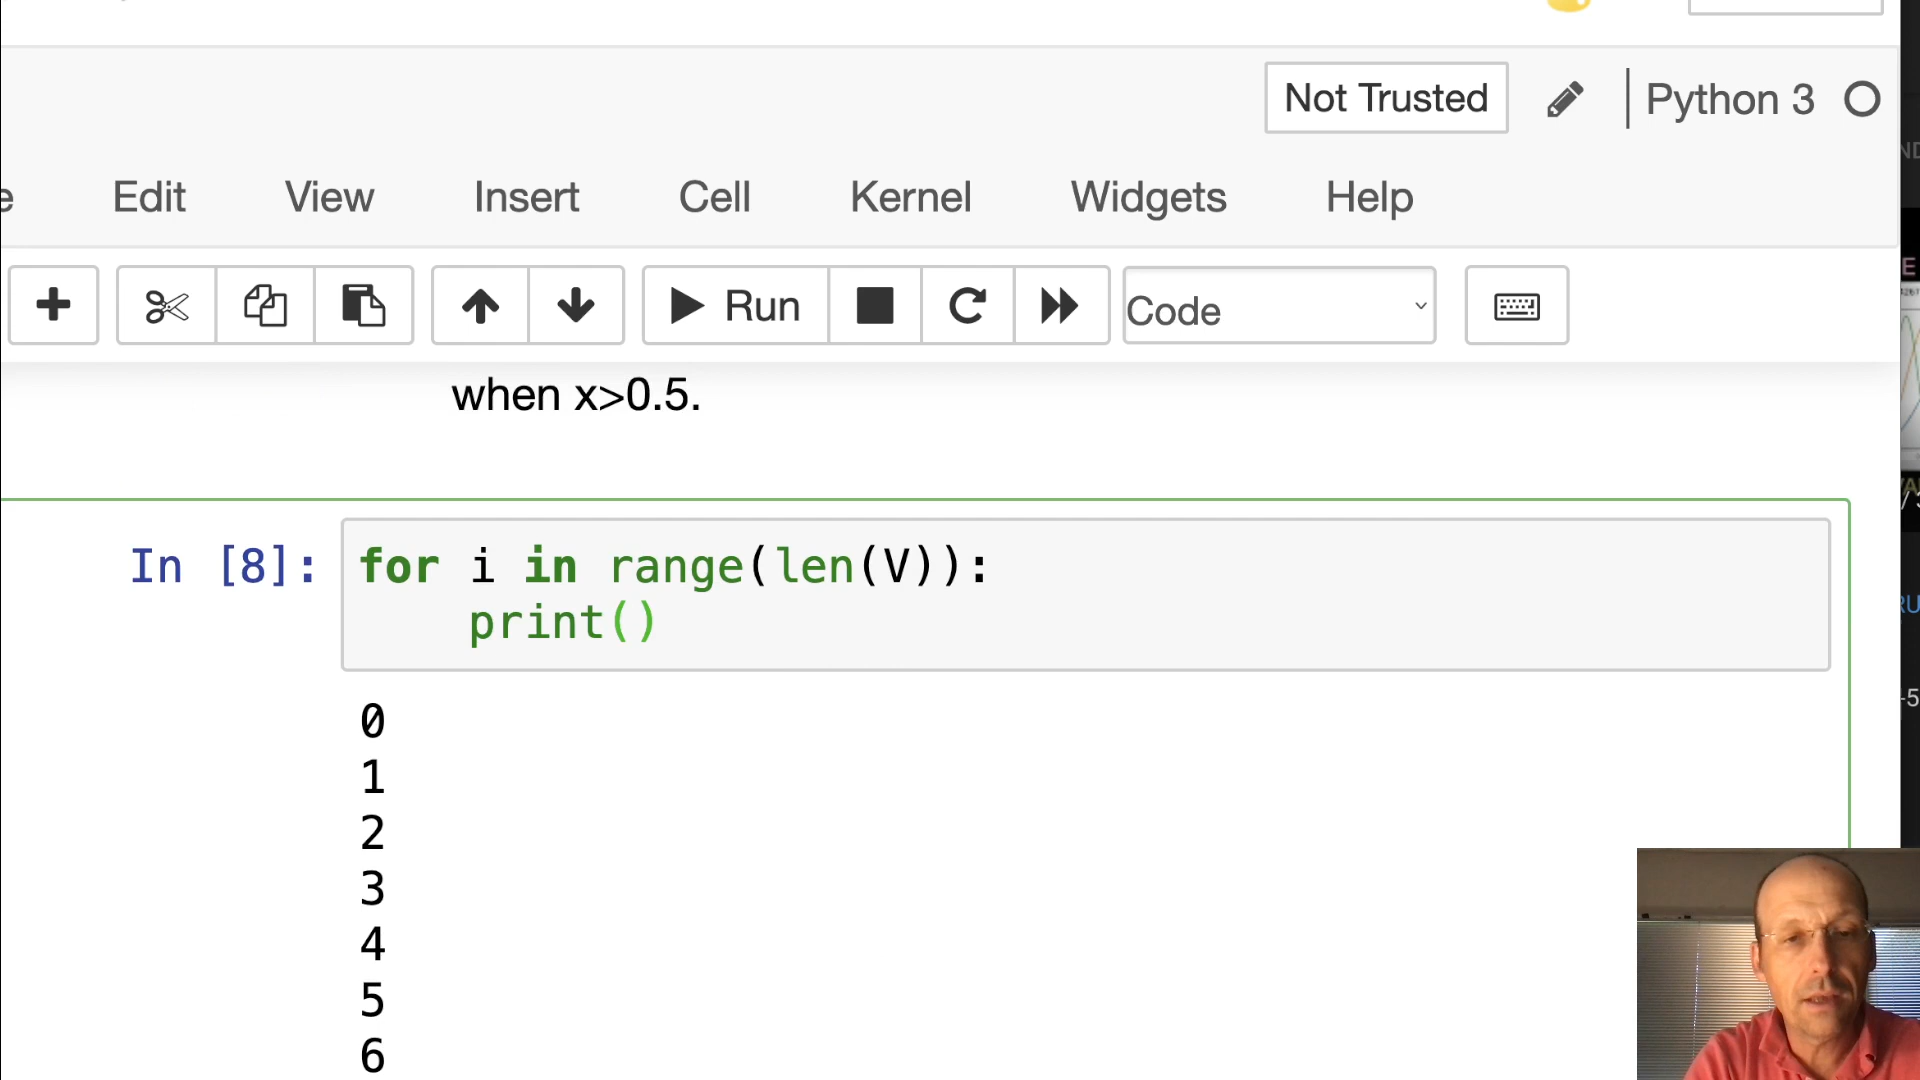 Not Trusted
Python 3
e Edit View Insert Cell Kernel Widgets Help
Run
Code
when x>0.5.
In [8]:
for i in range(len(V)):
print()
0
1
2
3
4
5
6